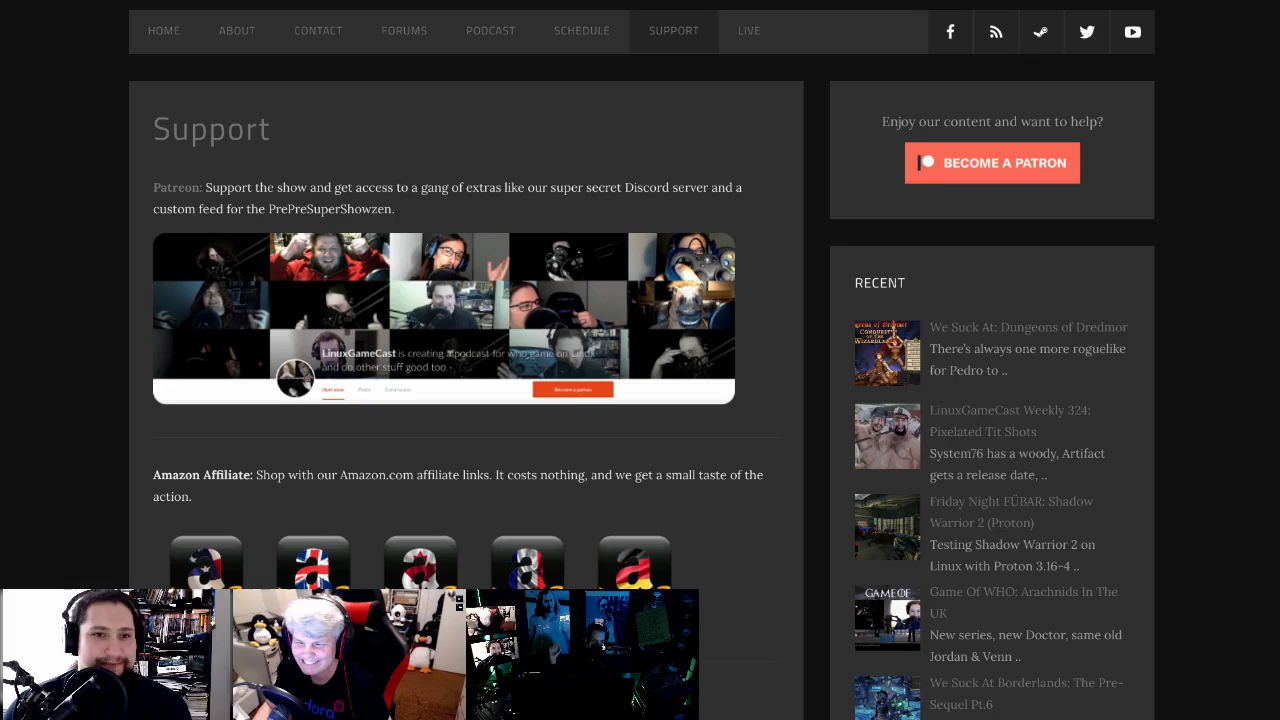 HOME ABOUT CONTACT FORUMS PODCAST SCHEDULE SUPPORT LIVE
Support
Patreon: Support the show and get access to a gang of extras like our super secret Discord server and a
custom feed for the PrePreSuperShowzen.
LinuxGameCast is creating a podcast for who game on Linux
and do other stuff good too
Overview Posts Community Become a patron
Amazon Affiliate: Shop with our Amazon.com affiliate links. It costs nothing, and we get a small taste of the
action.
a a a a a
Enjoy our content and want to help?
BECOME A PATRON
RECENT
We Suck At: Dungeons of Dredmor
There's always one more roguelike
for Pedro to ..
LinuxGameCast Weekly 324:
Pixelated Tit Shots
System76 has a woody, Artifact
gets a release date, ..
Friday Night FŪBAR: Shadow
Warrior 2 (Proton)
Testing Shadow Warrior 2 on
Linux with Proton 3.16-4 ..
GAME OF
Game Of WHO: Arachnids In The
UK
New series, new Doctor, same old
Jordan & Venn ..
We Suck At Borderlands: The Pre-
Sequel Pt.6